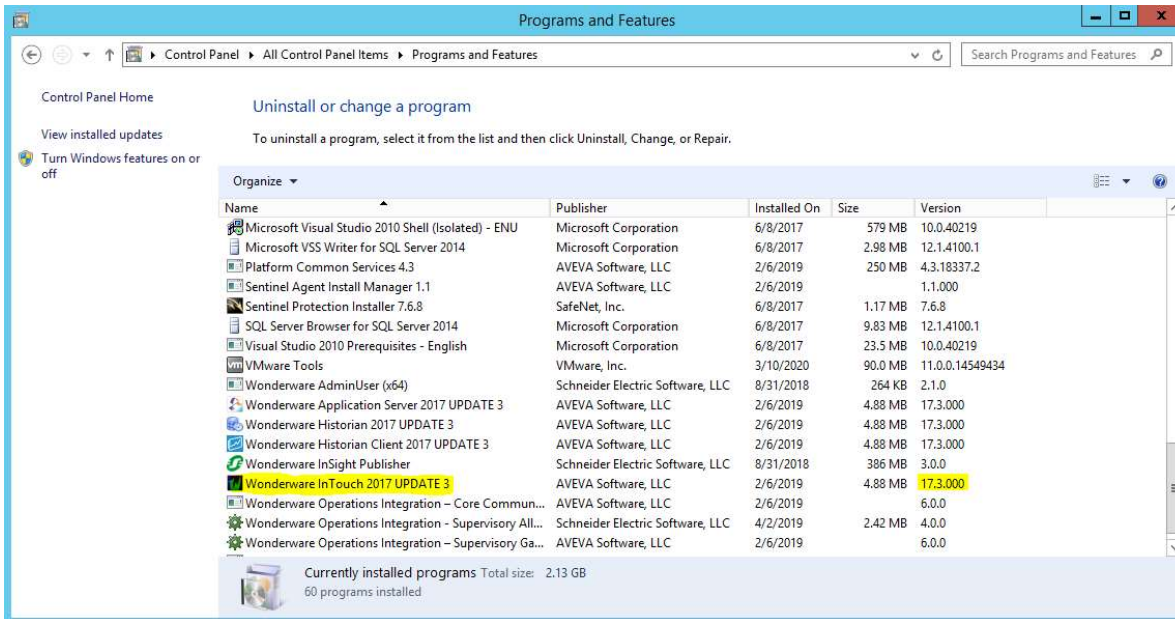 Programs and Features
Control Panel ▸ All Control Panel Items ▸ Programs and Features
Search Programs and Features
Control Panel Home
View installed updates
Turn Windows features on or
off
Uninstall or change a program
To uninstall a program, select it from the list and then click Uninstall, Change, or Repair.
Organize
Name Publisher Installed On Size Version
Microsoft Visual Studio 2010 Shell (Isolated) - ENU Microsoft Corporation 6/8/2017 579 MB 10.0.40219
Microsoft VSS Writer for SQL Server 2014 Microsoft Corporation 6/8/2017 2.98 MB 12.1.4100.1
Platform Common Services 4.3 AVEVA Software, LLC 2/6/2019 250 MB 4.3.18337.2
Sentinel Agent Install Manager 1.1 AVEVA Software, LLC 2/6/2019 1.1.000
Sentinel Protection Installer 7.6.8 SafeNet, Inc. 6/8/2017 1.17 MB 7.6.8
SQL Server Browser for SQL Server 2014 Microsoft Corporation 6/8/2017 9.83 MB 12.1.4100.1
Visual Studio 2010 Prerequisites - English Microsoft Corporation 6/8/2017 23.5 MB 10.0.40219
vm VMware Tools VMware, Inc. 3/10/2020 90.0 MB 11.0.0.14549434
Wonderware AdminUser (x64) Schneider Electric Software, LLC 8/31/2018 264 KB 2.1.0
Wonderware Application Server 2017 UPDATE 3 AVEVA Software, LLC 2/6/2019 4.88 MB 17.3.000
Wonderware Historian 2017 UPDATE 3 AVEVA Software, LLC 2/6/2019 4.88 MB 17.3.000
Wonderware Historian Client 2017 UPDATE 3 AVEVA Software, LLC 2/6/2019 4.88 MB 17.3.000
Wonderware InSight Publisher Schneider Electric Software, LLC 8/31/2018 386 MB 3.0.0
Wonderware InTouch 2017 UPDATE 3 AVEVA Software, LLC 2/6/2019 4.88 MB 17.3.000
Wonderware Operations Integration – Core Commun... AVEVA Software, LLC 2/6/2019 6.0.0
Wonderware Operations Integration - Supervisory All... Schneider Electric Software, LLC 4/2/2019 2.42 MB 4.0.0
Wonderware Operations Integration – Supervisory Ga... AVEVA Software, LLC 2/6/2019 6.0.0
Currently installed programs Total size: 2.13 GB
60 programs installed